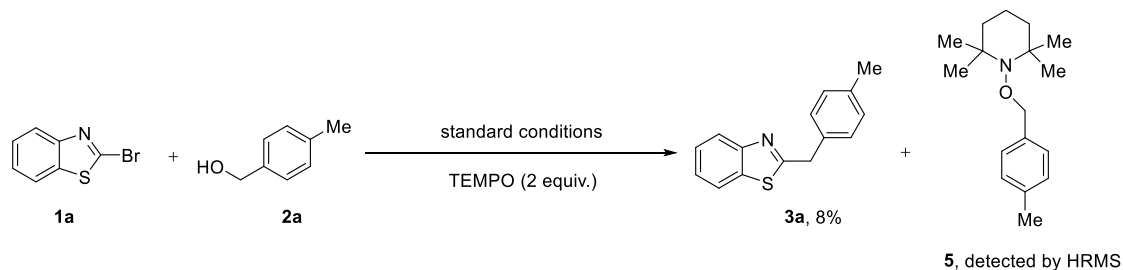 Me Me
N
Me Me
O
Me
N
Br
S
+
HO
Me
standard conditions
TEMPO (2 equiv.)
N
S
+
Me
1a
2a
3a, 8%
5, detected by HRMS